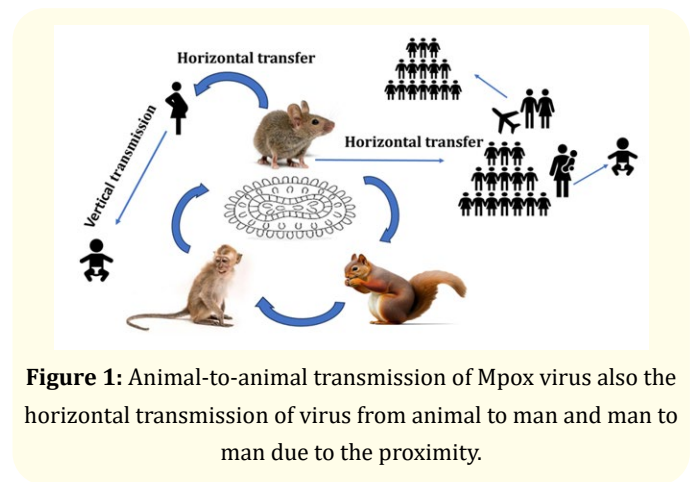 Horizontal transfer
Horizontal transfer
Vertical transmission
Figure 1: Animal-to-animal transmission of Mpox virus also the
horizontal transmission of virus from animal to man and man to
man due to the proximity.